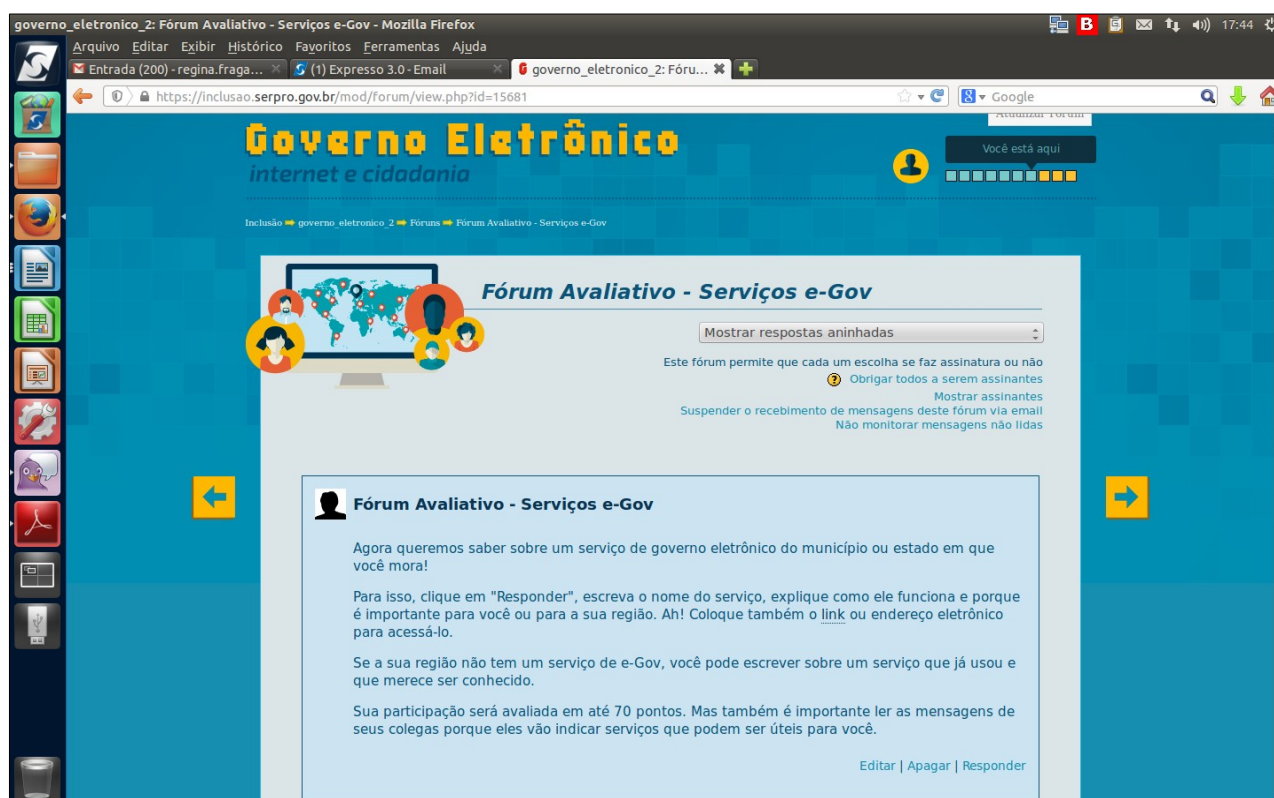 governo_eletronico_2: Fórum Avaliativo - Serviços e-Gov - Mozilla Firefox
B
17:44
Arquivo Editar Exibir Histórico Favoritos Ferramentas Ajuda
Entrada (200) - regina.fraga...
(1) Expresso 3.0 - Email
governo_eletronico_2: Fóru...
https://inclusao.serpro.gov.br/mod/forum/view.php?id=15681
Google
Atualizar Fórum
Governo Eletrônico
internet e cidadania
Você está aqui
Inclusão governo_eletronico_2 Fóruns Fórum Avaliativo - Serviços e-Gov
Fórum Avaliativo - Serviços e-Gov
Mostrar respostas aninhadas
Este fórum permite que cada um escolha se faz assinatura ou não
Obrigar todos a serem assinantes
Mostrar assinantes
Suspender o recebimento de mensagens deste fórum via email
Não monitorar mensagens não lidas
Fórum Avaliativo - Serviços e-Gov
Agora queremos saber sobre um serviço de governo eletrônico do município ou estado em que
você mora!
Para isso, clique em "Responder", escreva o nome do serviço, explique como ele funciona e porque
é importante para você ou para a sua região. Ah! Coloque também o link ou endereço eletrônico
para acessá-lo.
Se a sua região não tem um serviço de e-Gov, você pode escrever sobre um serviço que já usou e
que merece ser conhecido.
Sua participação será avaliada em até 70 pontos. Mas também é importante ler as mensagens de
seus colegas porque eles vão indicar serviços que podem ser úteis para você.
Editar | Apagar | Responder